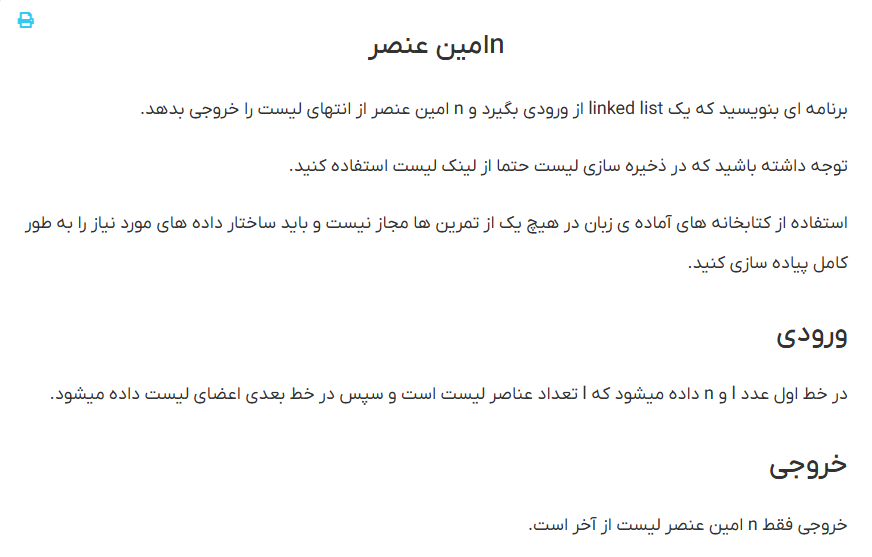 nامین عنصر
برنامه ای بنویسید که یک linked list از ورودی بگیرد و n امین عنصر از انتهای لیست را خروجی بدهد.
توجه داشته باشید که در ذخیره سازی لیست حتما از لینک لیست استفاده کنید.
استفاده از کتابخانه های آماده ی زبان در هیچ یک از تمرین ها مجاز نیست و باید ساختار داده های مورد نیاز را به طور
کامل پیاده سازی کنید.
ورودی
در خط اول عدد l و n داده میشود که l تعداد عناصر لیست است و سپس در خط بعدی اعضای لیست داده میشود.
خروجی
خروجی فقط n امین عنصر لیست از آخر است.